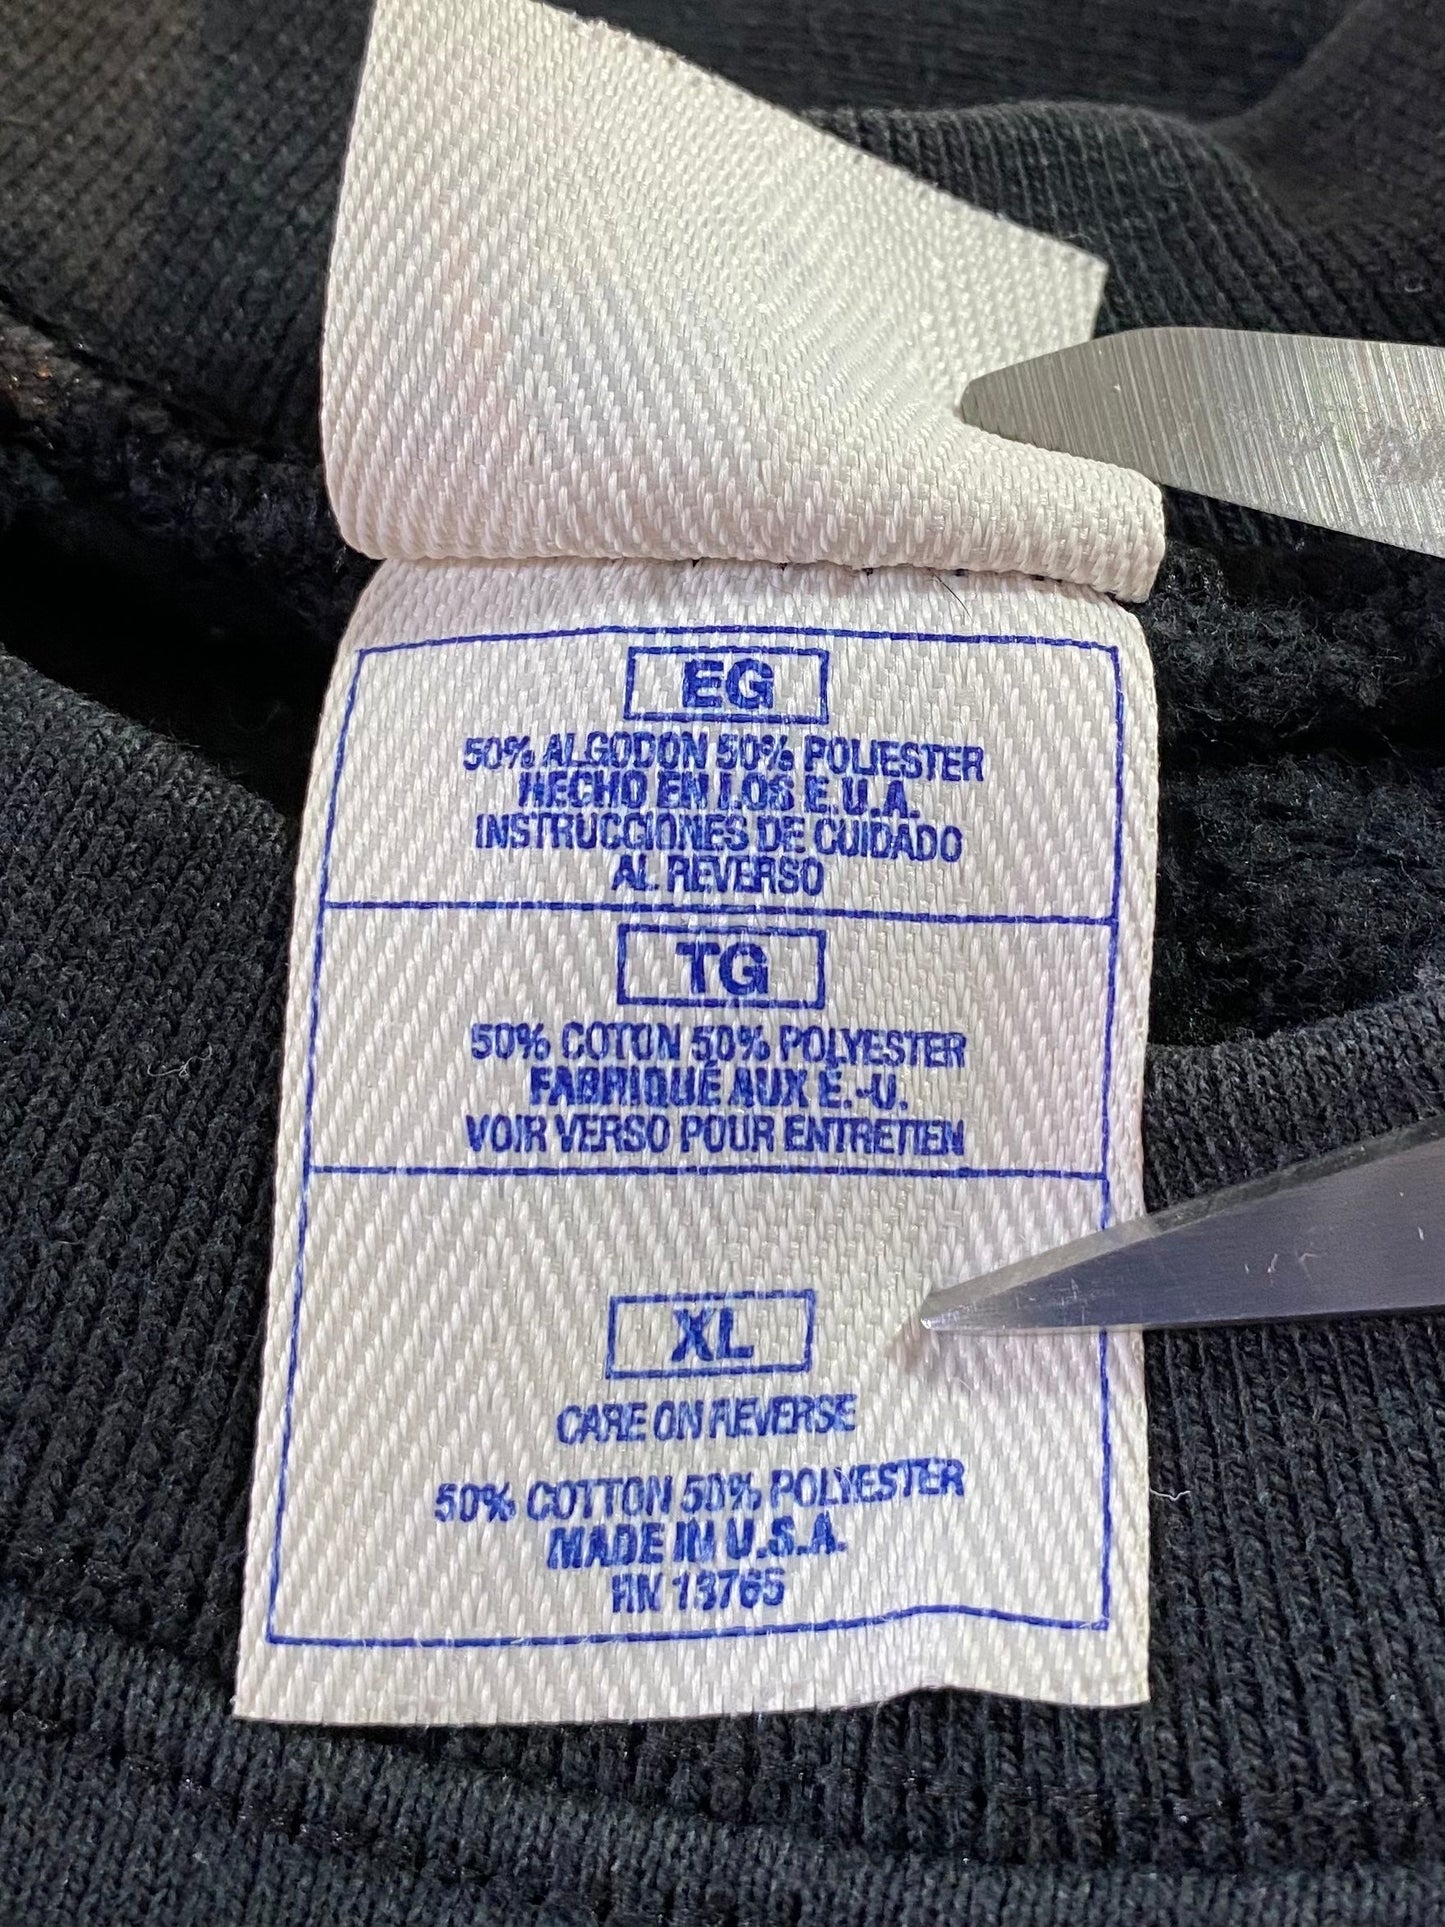 EG
50% ALGODON 50% POLIESTER
HECHO EN LOS E.U.A.
INSTRUCCIONES DE CUIDADO
AL REVERSO
TG
50% COTON 50% POLYESTER
FABRIQUÉ AUX É.-U.
VOIR VERSO POUR ENTRETIEN
XL
CARE ON REVERSE
50% COTTON 50% POLYESTER
MADE IN U.S.A.
RN 13765